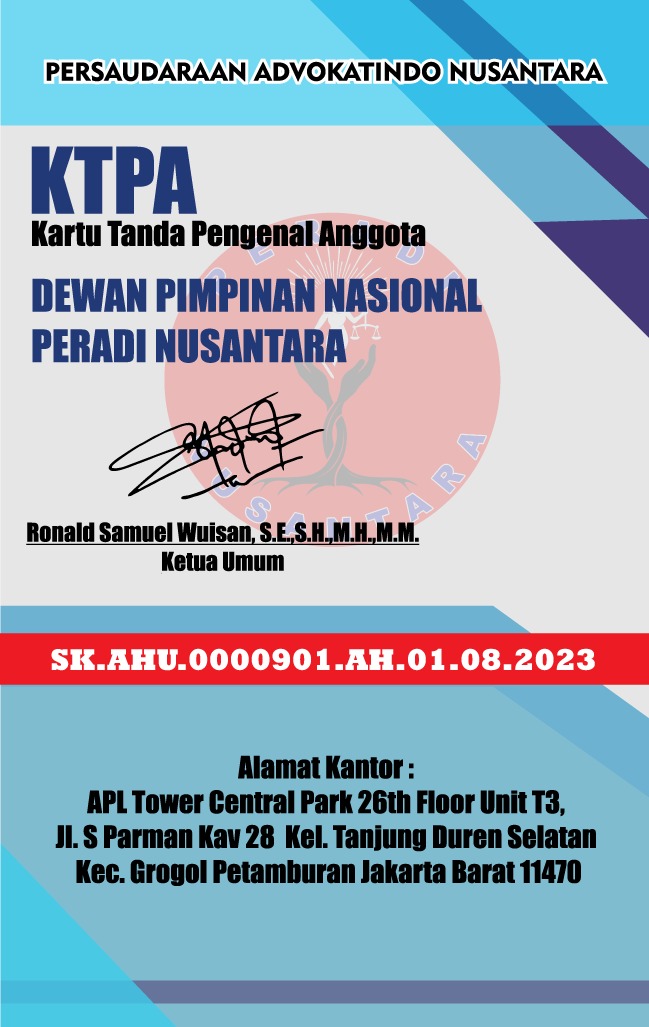 PERSAUDARAAN ADVOKATINDO NUSANTARA
KTPA
Kartu Tanda Pengenal Anggota
DEWAN PIMPINAN NASIONAL
PERADI NUSANTARA
PERADI
NUSANTARA
Ronald Samuel Wuisan, S.E.,S.H.,M.H.,M.M.
Ketua Umum
SK.AHU.0000901.AH.01.08.2023
Alamat Kantor :
APL Tower Central Park 26th Floor Unit T3,
Jl. S Parman Kav 28 Kel. Tanjung Duren Selatan
Kec. Grogol Petamburan Jakarta Barat 11470